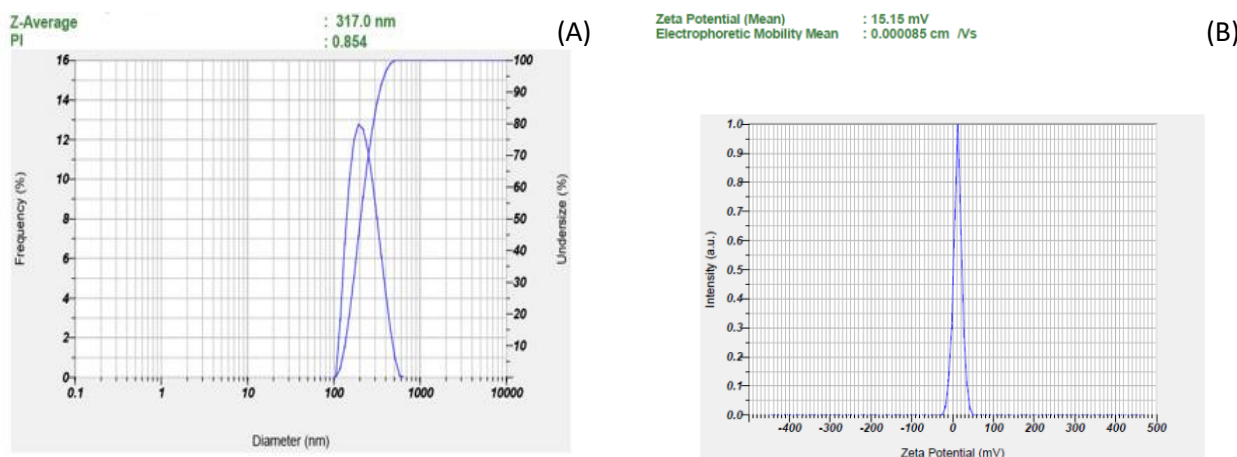 Z-Average : 317.0 nm
PI : 0.854
(A)
16
14
12
10
8
6
4
2
0
Frequency (%)
100
90
80
70
60
50
40
30
20
10
Undersize (%)
0.1 1 10 100 1000 10000
Diameter (nm)
Zeta Potential (Mean) : 15.15 mV
Electrophoretic Mobility Mean : 0.000085 cm /Vs
(B)
1.0
0.9
0.8
0.7
0.6
0.5
0.4
0.3
0.2
0.1
0.0
Intensity (a.u.)
-400 -300 -200 -100 0 100 200 300 400 500
Zeta Potential (mV)